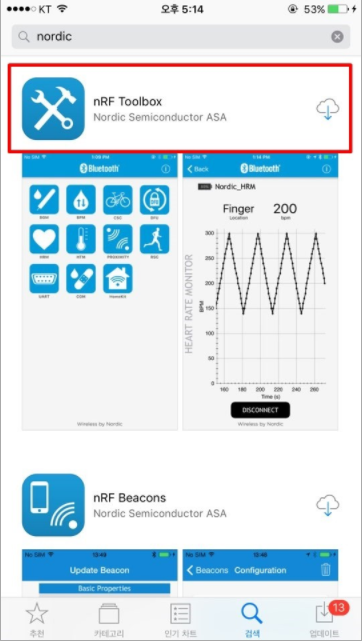 KT 오후 5:14 53%
nordic
nRF Toolbox
Nordic Semiconductor ASA
No SIM 1:08 PM
Bluetooth
BGM BPM CSC DFU
HRM HTM PROXIMITY RSC
UART CGM HomeKit
Wireless by Nordic
No SIM 1:14 PM
Back Bluetooth
Nordic_HRM
Finger 200
Location bpm
HEART RATE MONITOR
BPM
300
250
200
150
100
50
0
160 180 200 220 240 260
Time (s)
DISCONNECT
Wireless by Nordic
nRF Beacons
Nordic Semiconductor ASA
No SIM 12:49
Update Beacon
Basic Properties
No SIM 12:48
Beacons Configuration
추천 카테고리 인기 차트 검색 업데이트
13